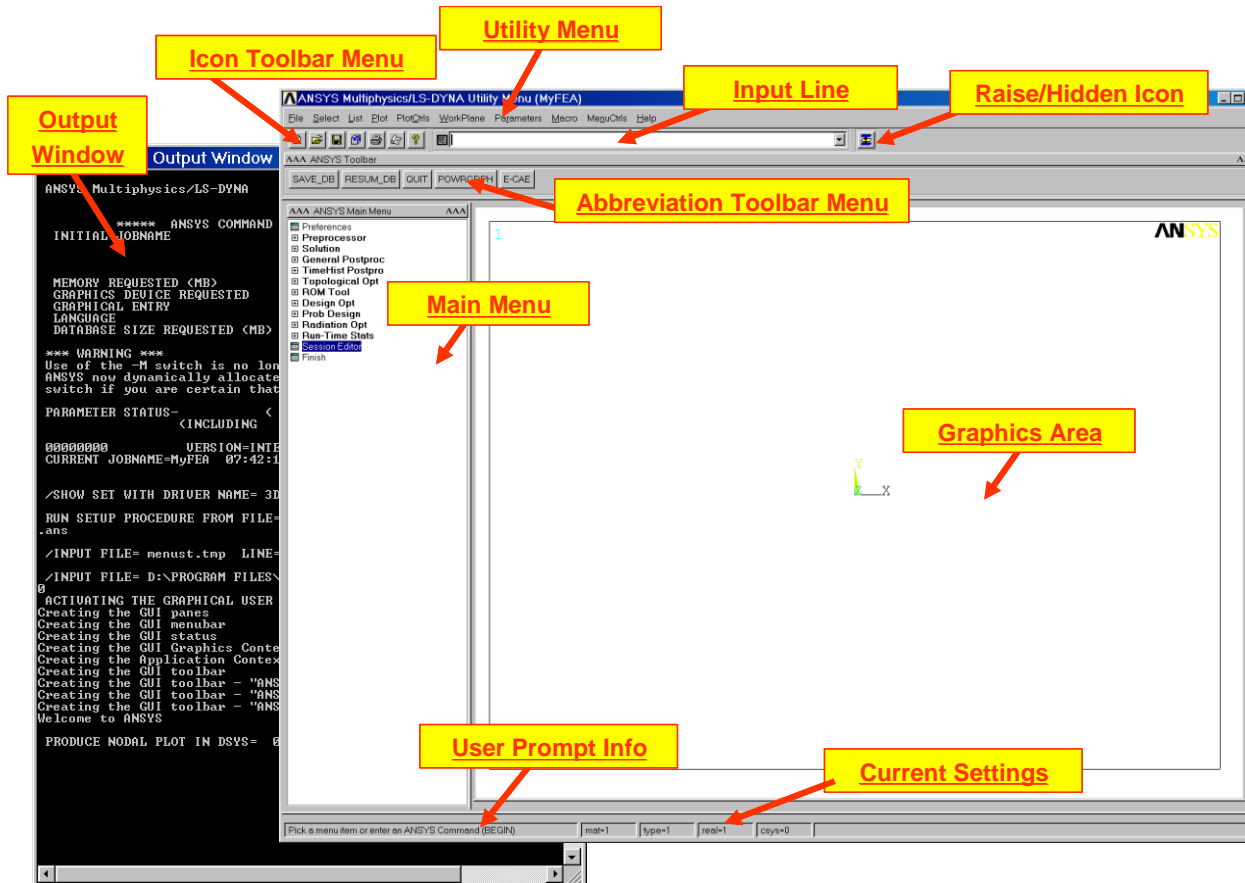 Utility Menu
Icon Toolbar Menu
Input Line
Raise/Hidden Icon
Output
Window
ANSYS Multiphysics/LS-DYNA Utility Menu (MyFEA)
File Select List Plot PlotCtrls WorkPlane Parameters Macro MenuCtrls Help
ANSYS Toolbar
SAVE_DB RESUM_DB QUIT POWRGRPH E-CAE
Abbreviation Toolbar Menu
ANSYS Main Menu
Preferences
Preprocessor
Solution
General Postproc
TimeHist Postpro
Topological Opt
ROM Tool
Design Opt
Prob Design
Radiation Opt
Run-Time Stats
Session Editor
Finish
Main Menu
1
ANSYS
Graphics Area
Y
Z X
User Prompt Info
Current Settings
Pick a menu item or enter an ANSYS Command (BEGIN) mat=1 type=1 real=1 csys=0
Output Window
ANSYS Multiphysics/LS-DYNA
***** ANSYS COMMAND
INITIAL JOBNAME
MEMORY REQUESTED (MB)
GRAPHICS DEVICE REQUESTED
GRAPHICAL ENTRY
LANGUAGE
DATABASE SIZE REQUESTED (MB)
*** WARNING ***
Use of the -M switch is no lon
ANSYS now dynamically allocate
switch if you are certain that
PARAMETER STATUS- (
(INCLUDING
00000000 VERSION=INTE
CURRENT JOBNAME=MyFEA 07:42:1
/SHOW SET WITH DRIVER NAME= 3D
RUN SETUP PROCEDURE FROM FILE=
.ans
/INPUT FILE= menust.tmp LINE=
/INPUT FILE= D:\PROGRAM FILES\
0
ACTIVATING THE GRAPHICAL USER
Creating the GUI panes
Creating the GUI menubar
Creating the GUI status
Creating the GUI Graphics Conte
Creating the Application Contex
Creating the GUI toolbar
Creating the GUI toolbar - "ANS
Creating the GUI toolbar - "ANS
Creating the GUI toolbar - "ANS
Welcome to ANSYS
PRODUCE NODAL PLOT IN DSYS= 0